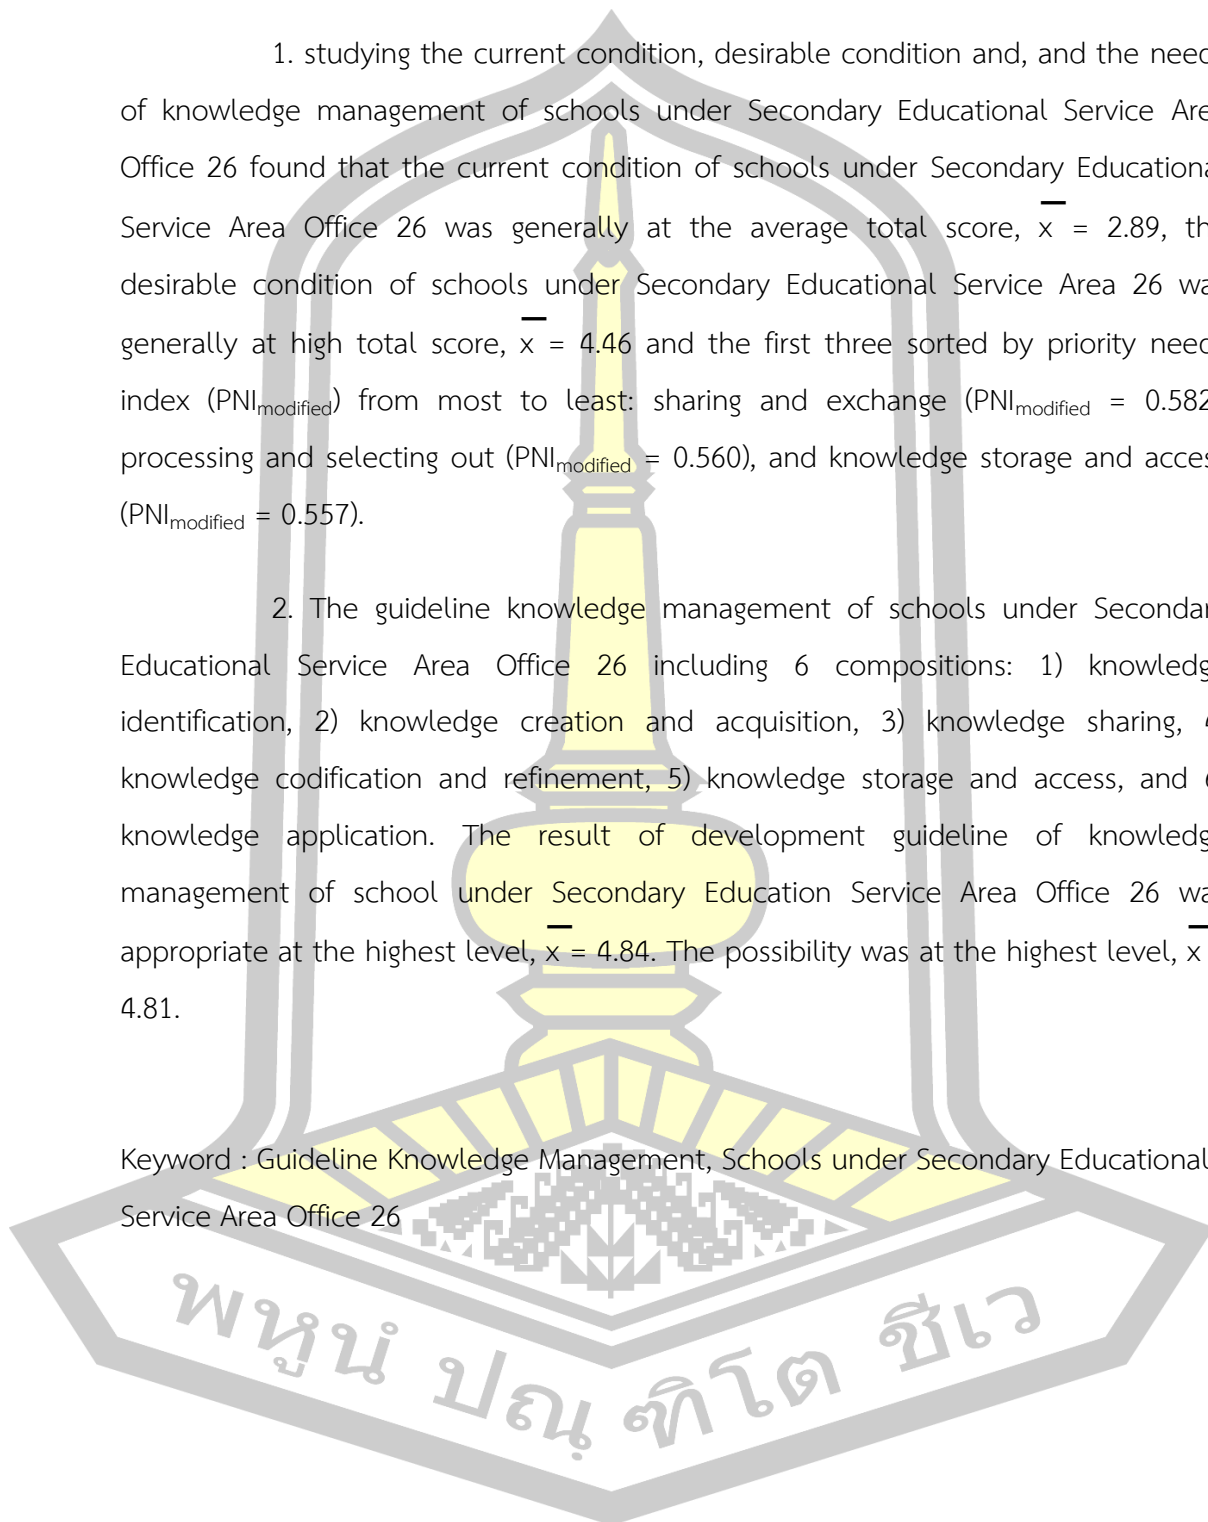 1. studying the current condition, desirable condition and, and the need
of knowledge management of schools under Secondary Educational Service Are
Office 26 found that the current condition of schools under Secondary Educationa
Service Area Office 26 was generally at the average total score, x̅ = 2.89, th
desirable condition of schools under Secondary Educational Service Area 26 wa
generally at high total score, x̅ = 4.46 and the first three sorted by priority need
index (PNImodified) from most to least: sharing and exchange (PNImodified = 0.582
processing and selecting out (PNImodified = 0.560), and knowledge storage and acces
(PNImodified = 0.557).
2. The guideline knowledge management of schools under Secondar
Educational Service Area Office 26 including 6 compositions: 1) knowledg
identification, 2) knowledge creation and acquisition, 3) knowledge sharing, 4
knowledge codification and refinement, 5) knowledge storage and access, and 6
knowledge application. The result of development guideline of knowledg
management of school under Secondary Education Service Area Office 26 wa
appropriate at the highest level, x̅ = 4.84. The possibility was at the highest level, x̅
4.81.
Keyword : Guideline Knowledge Management, Schools under Secondary Educational
Service Area Office 26
พหูนํ ปณฺฑิโต ชีเว